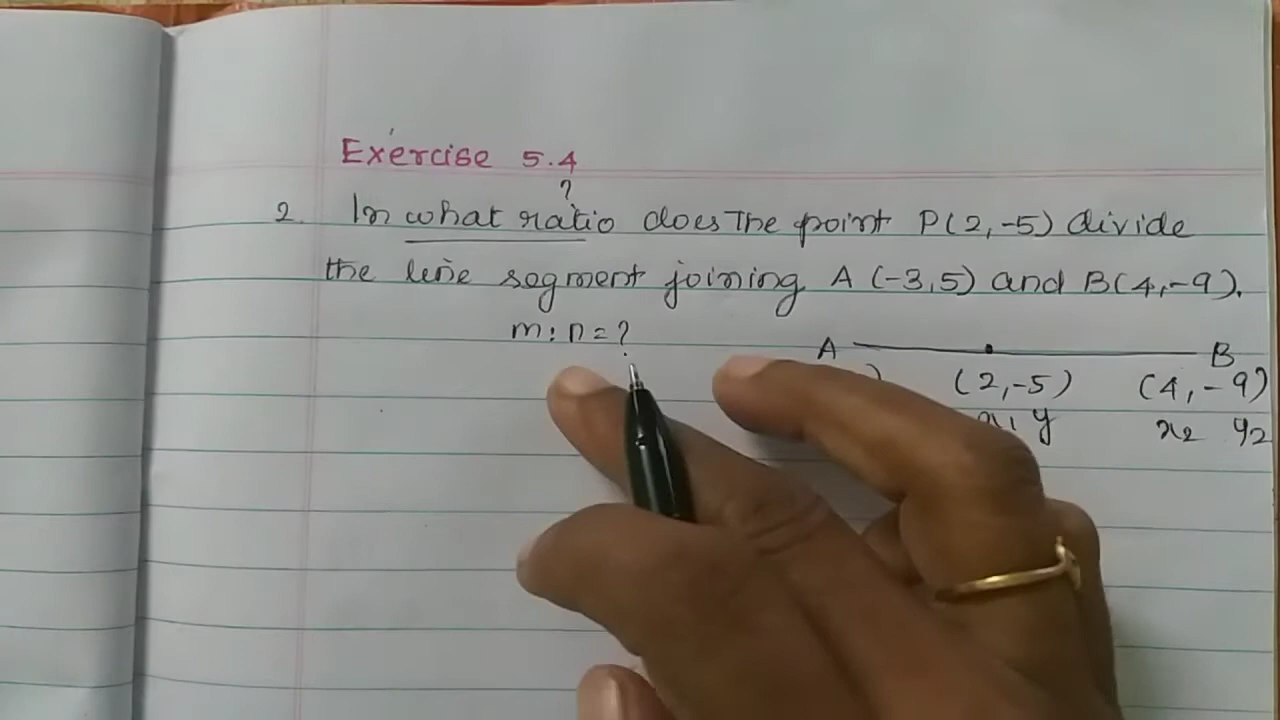 Exercise 5.4
?
2. In what ratio does The point P(2,-5) divide
the line segment joining A (-3,5) and B(4,-9).
m:n=?
A B
) (2,-5) (4,-9)
y x2 y2